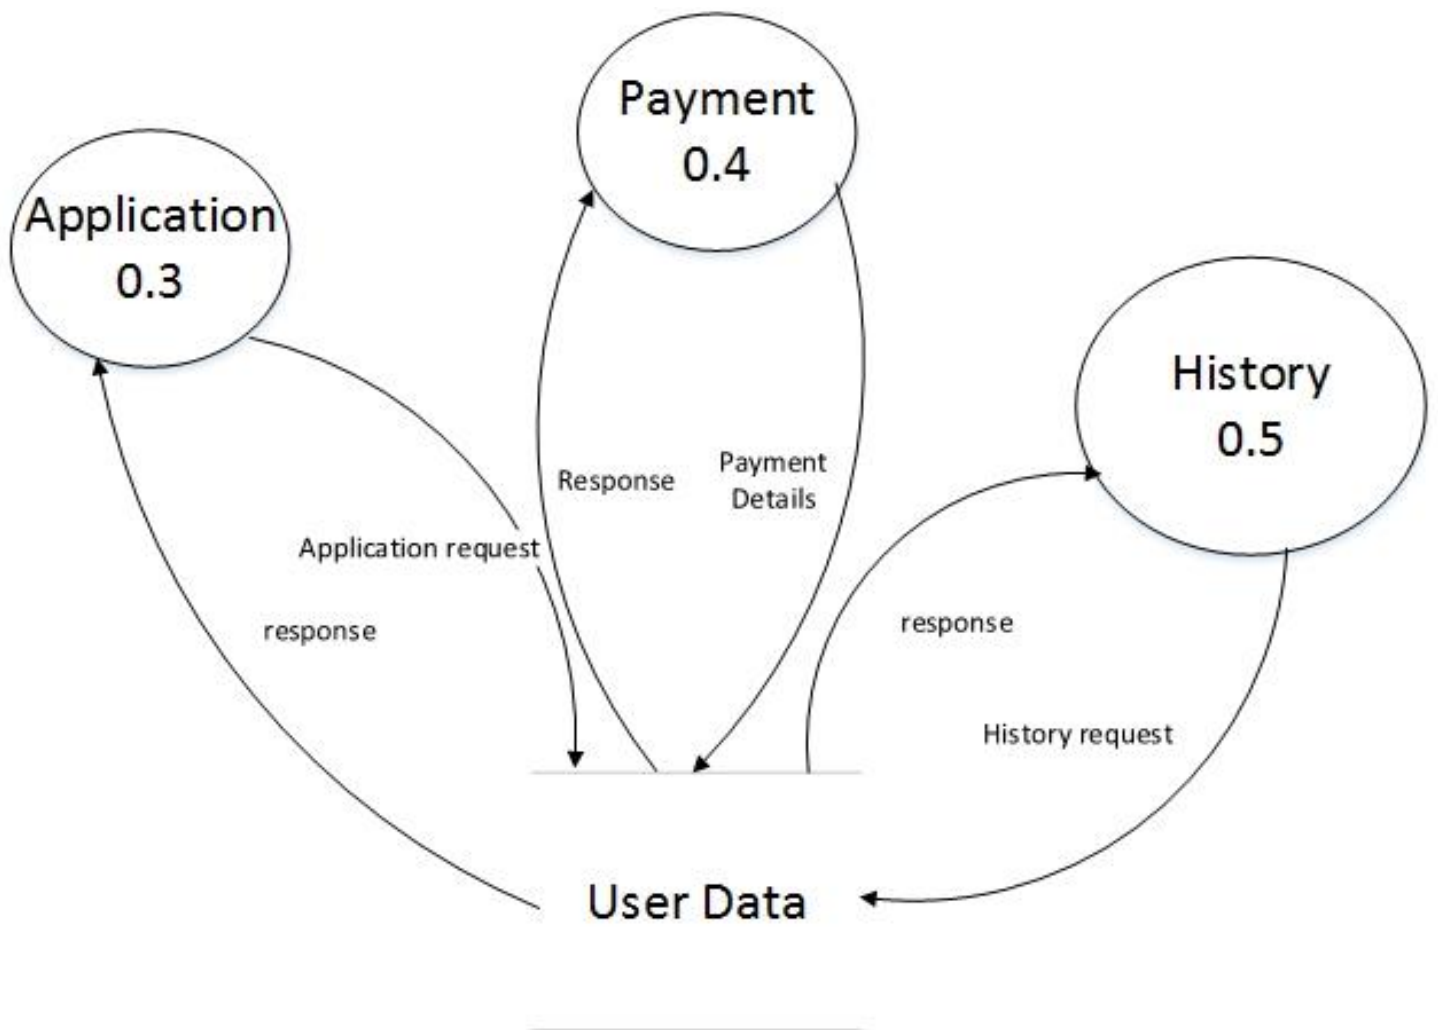 Payment
0.4
Application
0.3
History
0.5
Response
Payment
Details
Application request
response
response
History request
User Data